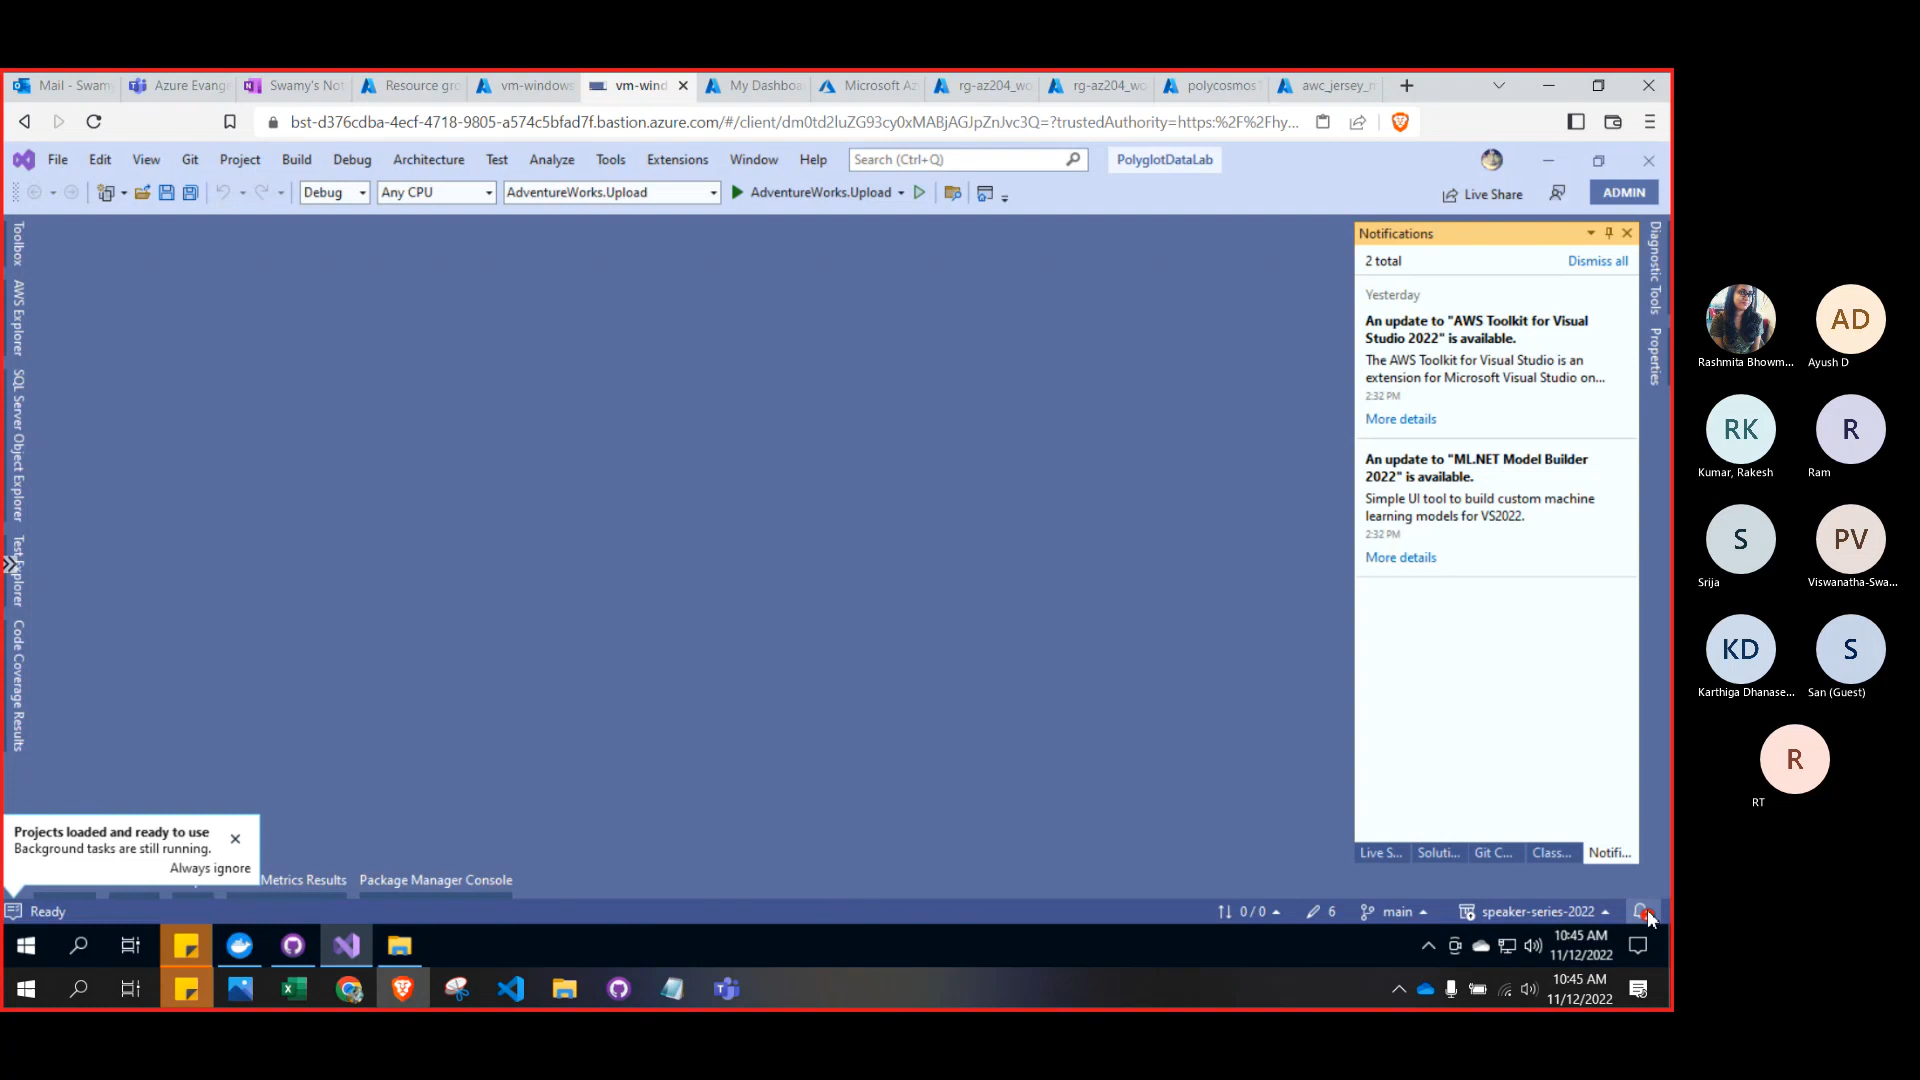 Mail - Swam
Azure Evang
Swamy's Not
Resource gro
vm-windows
vm-wind
My Dashboa
Microsoft Az
rg-az204_wo
rg-az204_wo
polycosmos
awc_jersey_n
bst-d376cdba-4ecf-4718-9805-a574c5bfad7f.bastion.azure.com/#/client/dm0td2luZG93cy0xMABjAGJpZnJvc3Q=?trustedAuthority=https:%2F%2Fhy...
File Edit View Git Project Build Debug Architecture Test Analyze Tools Extensions Window Help
Search (Ctrl+Q)
PolyglotDataLab
Debug
Any CPU
AdventureWorks.Upload
AdventureWorks.Upload
Live Share
ADMIN
Toolbox
AWS Explorer
SQL Server Object Explorer
Test Explorer
Code Coverage Results
Notifications
2 total
Dismiss all
Yesterday
An update to "AWS Toolkit for Visual
Studio 2022" is available.
The AWS Toolkit for Visual Studio is an
extension for Microsoft Visual Studio on...
2:32 PM
More details
An update to "ML.NET Model Builder
2022" is available.
Simple UI tool to build custom machine
learning models for VS2022.
2:32 PM
More details
Live S...
Soluti...
Git C...
Class...
Notifi...
Diagnostic Tools
Properties
Projects loaded and ready to use
Background tasks are still running.
Always ignore
Metrics Results
Package Manager Console
Ready
0 / 0
6
main
speaker-series-2022
10:45 AM
11/12/2022
10:45 AM
11/12/2022
Rashmita Bhowm...
AD
Ayush D
RK
Kumar, Rakesh
R
Ram
S
Srija
PV
Viswanatha-Swa...
KD
Karthiga Dhanase...
S
San (Guest)
R
RT